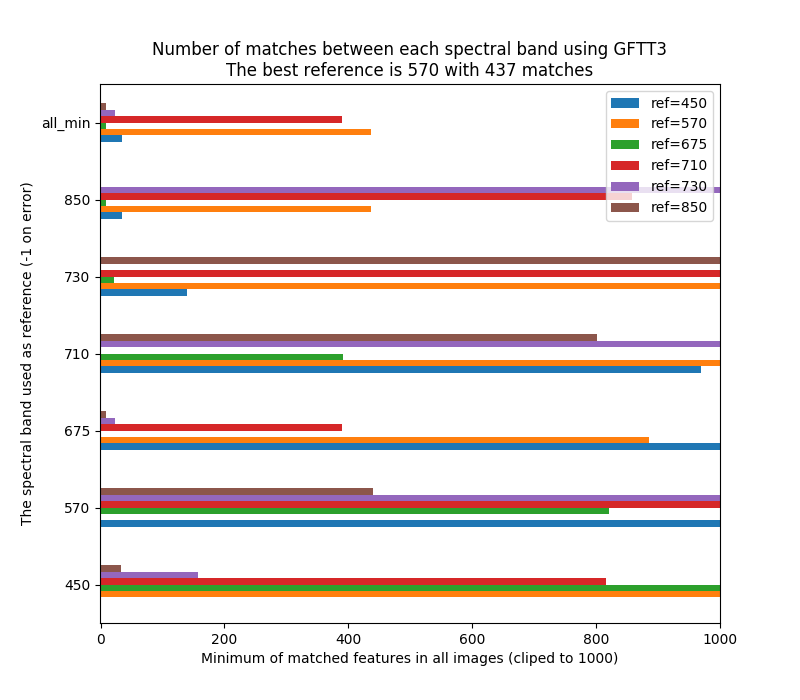 Number of matches between each spectral band using GFTT3
The best reference is 570 with 437 matches
ref=450
ref=570
ref=675
ref=710
ref=730
ref=850
The spectral band used as reference (-1 on error)
all_min
850
730
710
675
570
450
0 200 400 600 800 1000
Minimum of matched features in all images (cliped to 1000)